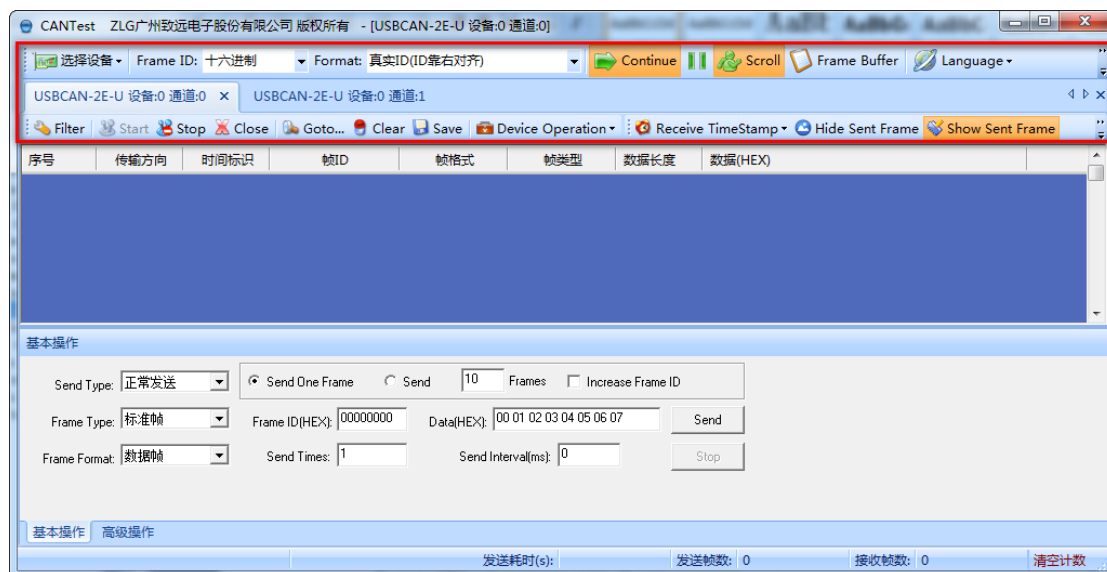 CANTest ZLG广州致远电子股份有限公司 版权所有 - [USBCAN-2E-U 设备:0 通道:0]
选择设备 Frame ID: 十六进制 Format: 真实ID(ID靠右对齐) Continue Scroll Frame Buffer Language
USBCAN-2E-U 设备:0 通道:0 USBCAN-2E-U 设备:0 通道:1
Filter Start Stop Close Goto... Clear Save Device Operation Receive TimeStamp Hide Sent Frame Show Sent Frame
序号 传输方向 时间标识 帧ID 帧格式 帧类型 数据长度 数据(HEX)
基本操作
Send Type: 正常发送 Send One Frame Send 10 Frames Increase Frame ID
Frame Type: 标准帧 Frame ID(HEX): 00000000 Data(HEX): 00 01 02 03 04 05 06 07 Send
Frame Format: 数据帧 Send Times: 1 Send Interval(ms): 0 Stop
基本操作 高级操作
发送耗时(s): 发送帧数: 0 接收帧数: 0 清空计数